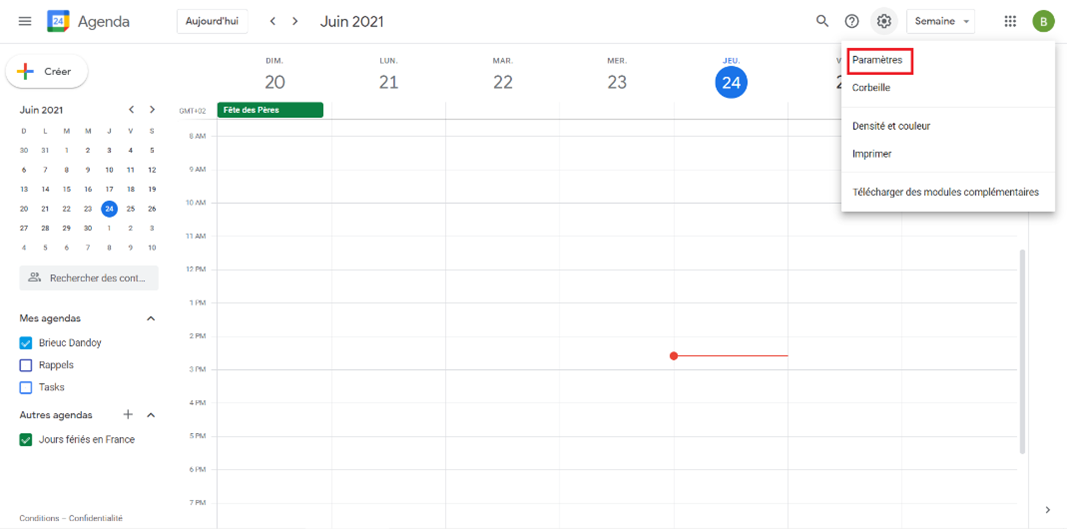 24 Agenda Aujourd'hui Juin 2021 Semaine B
Paramètres
Corbeille
Densité et couleur
Imprimer
Télécharger des modules complémentaires
Créer
Juin 2021
D L M M J V S
30 31 1 2 3 4 5
6 7 8 9 10 11 12
13 14 15 16 17 18 19
20 21 22 23 24 25 26
27 28 29 30 1 2 3
4 5 6 7 8 9 10
Rechercher des cont...
Mes agendas
Brieuc Dandoy
Rappels
Tasks
Autres agendas
Jours fériés en France
Conditions – Confidentialité
DIM. LUN. MAR. MER. JEU.
20 21 22 23 24
GMT+02 Fête des Pères
8 AM
9 AM
10 AM
11 AM
12 PM
1 PM
2 PM
3 PM
4 PM
5 PM
6 PM
7 PM